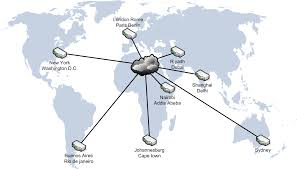 London Rome
Paris Berlin
New York
Washington D.C
Riyadh
Dubai
Shanghai
Delhi
Nairobi
Addis Ababa
Buenos Aires
Rio de janeiro
Johannesburg
Cape town
Sydney